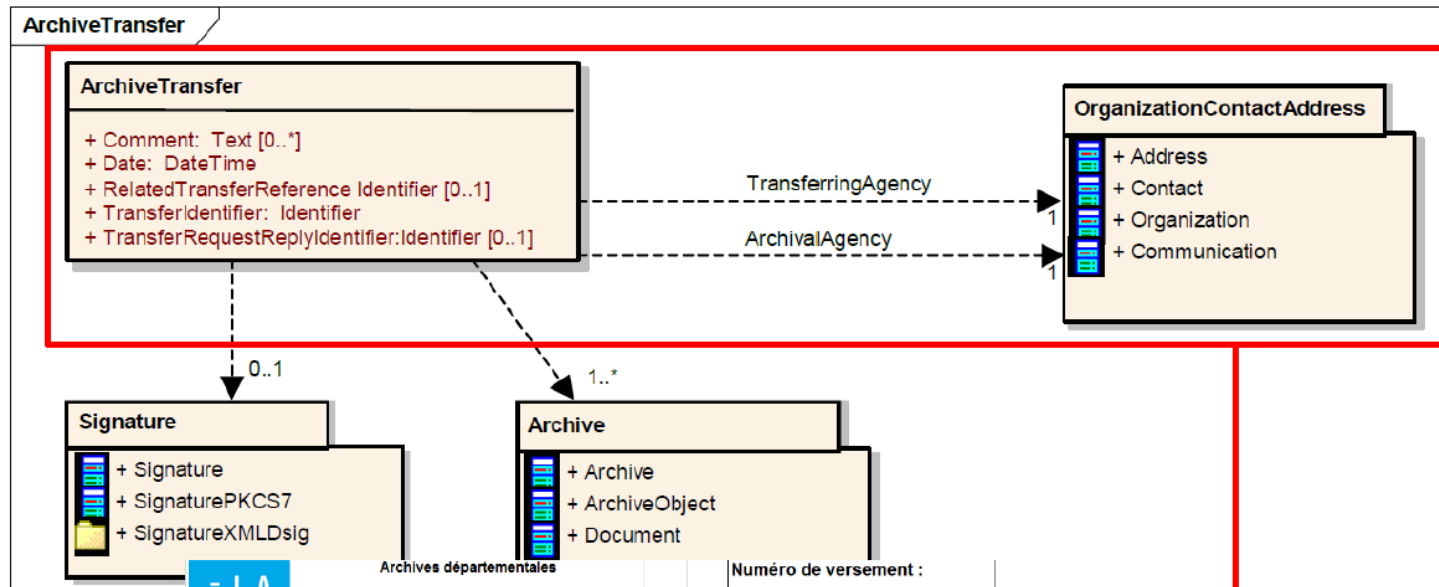 ArchiveTransfer
ArchiveTransfer
+ Comment: Text [0..*]
+ Date: DateTime
+ RelatedTransferReference Identifier [0..1]
+ TransferIdentifier: Identifier
+ TransferRequestReplyIdentifier:Identifier [0..1]
TransferringAgency
1
ArchivalAgency
1
OrganizationContactAddress
+ Address
+ Contact
+ Organization
+ Communication
0..1
1..*
Signature
+ Signature
+ SignaturePKCS7
+ SignatureXMLDsig
Archive
+ Archive
+ ArchiveObject
+ Document
Archives départementales
Numéro de versement :